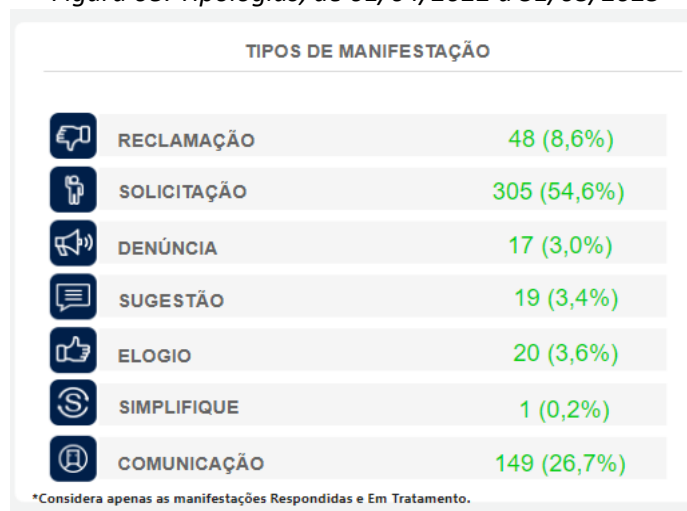 TIPOS DE MANIFESTAÇÃO
RECLAMAÇÃO 48 (8,6%)
SOLICITAÇÃO 305 (54,6%)
DENÚNCIA 17 (3,0%)
SUGESTÃO 19 (3,4%)
ELOGIO 20 (3,6%)
SIMPLIFIQUE 1 (0,2%)
COMUNICAÇÃO 149 (26,7%)
*Considera apenas as manifestações Respondidas e Em Tratamento.